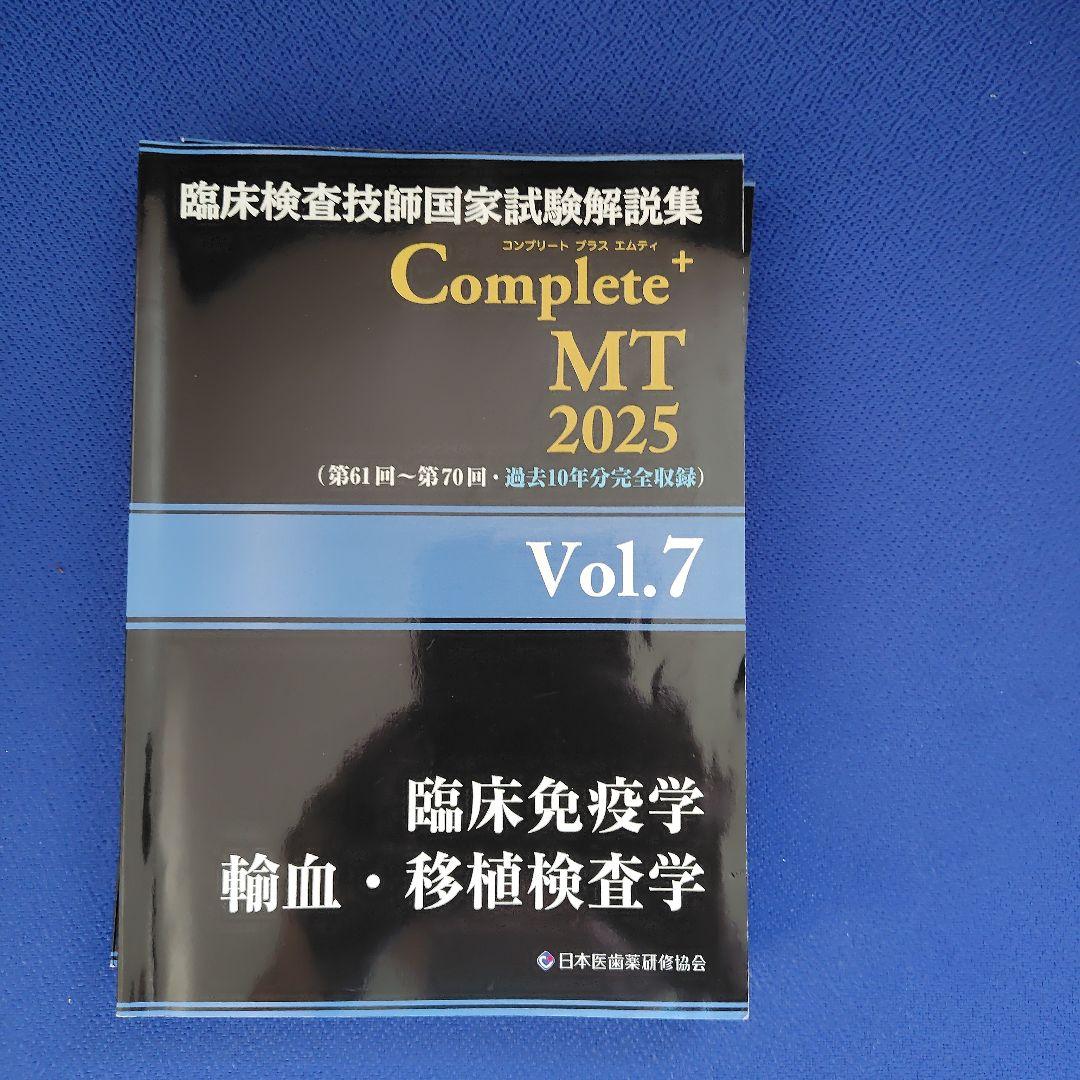 臨床検査技師国家試験解説集
コンプリート プラス エムティ
Complete+
MT
2025
(第61回～第70回・過去10年分完全収録)
Vol.7
臨床免疫学
輸血・移植検査学
日本医歯薬研修協会